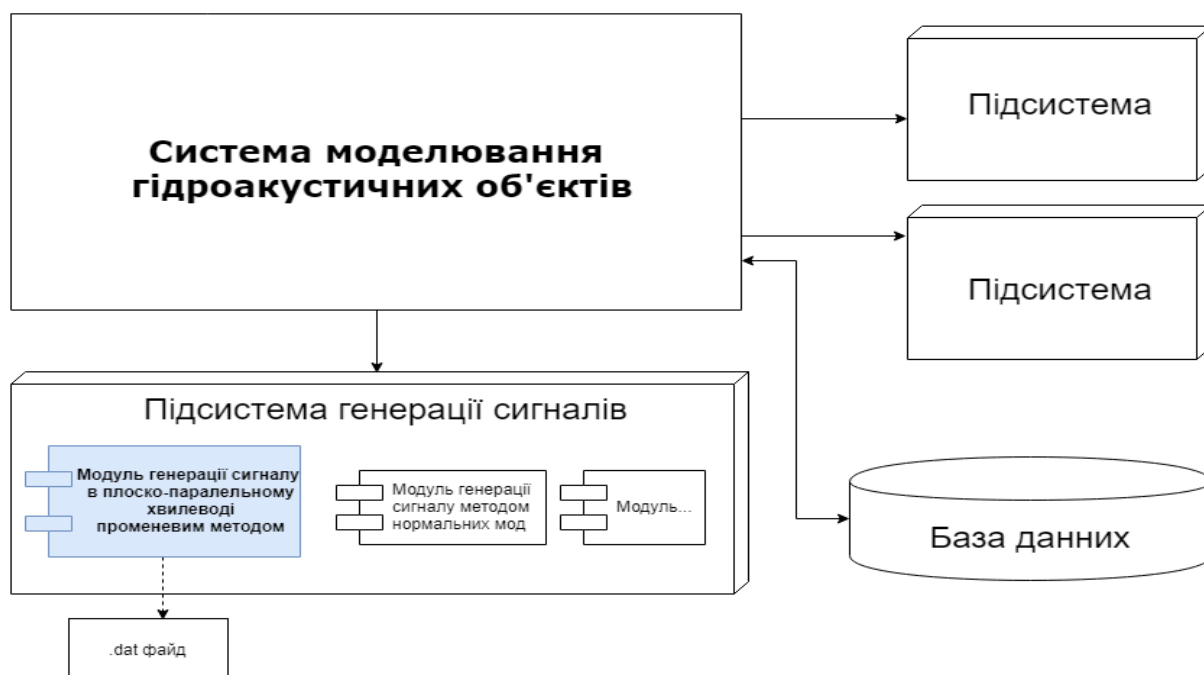 Система моделювання
гідроакустичних об'єктів
Підсистема
Підсистема
Підсистема генерації сигналів
Модуль генерації сигналу
в плоско-паралельному
хвилеводі
променевим методом
Модуль генерації
сигналу методом
нормальних мод
Модуль...
База данних
.dat файд